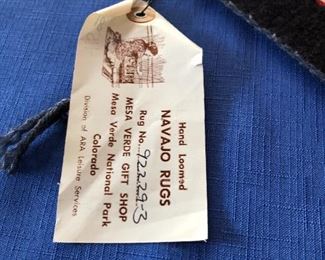 Hand Loomed
NAVAJO RUGS
Rug No. 92229-3
MESA VERDE GIFT SHOP
Mesa Verde National Park
Colorado
Division of ARA Leisure Services